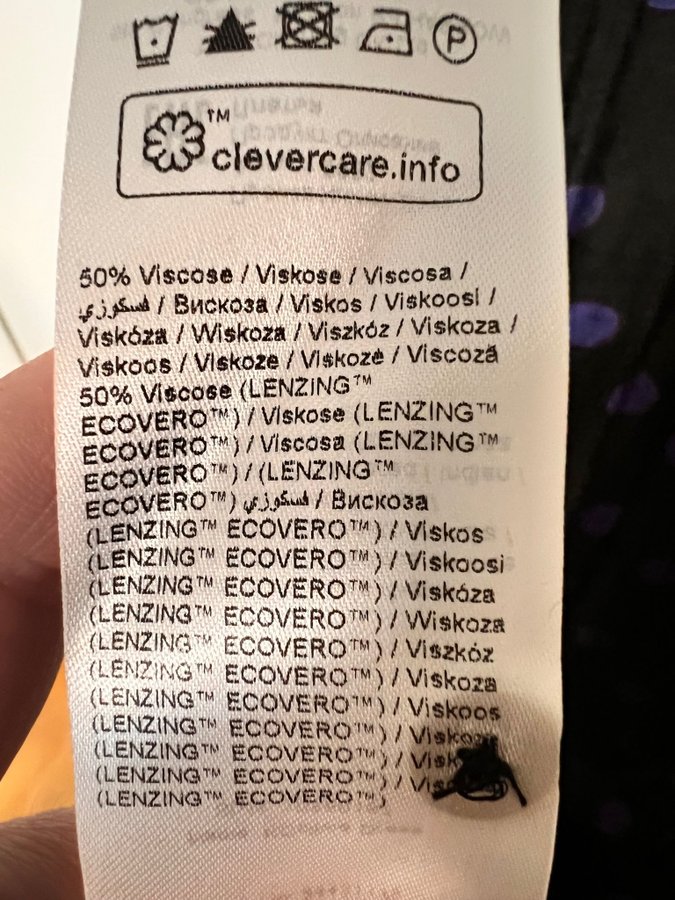 P
™
clevercare.info
50% Viscose / Viskose / Viscosa /
فسكوزي / Вискоза / Viskos / Viskoosi /
Viskóza / Wiskoza / Viszkóz / Viskoza /
Viskoos / Viskoze / Viskozė / Viscoză
50% Viscose (LENZING™
ECOVERO™) / Viskose (LENZING™
ECOVERO™) / Viscosa (LENZING™
ECOVERO™) / (LENZING™
ECOVERO™) فسكوزي / Вискоза
(LENZING™ ECOVERO™) / Viskos
(LENZING™ ECOVERO™) / Viskoosi
(LENZING™ ECOVERO™) / Viskóza
(LENZING™ ECOVERO™) / Wiskoza
(LENZING™ ECOVERO™) / Viszkóz
(LENZING™ ECOVERO™) / Viskoza
(LENZING™ ECOVERO™) / Viskoos
(LENZING™ ECOVERO™) /
(LENZING™ ECOVERO™) /
(LENZING™ ECOVERO™) /
(LENZING™ ECOVERO™)